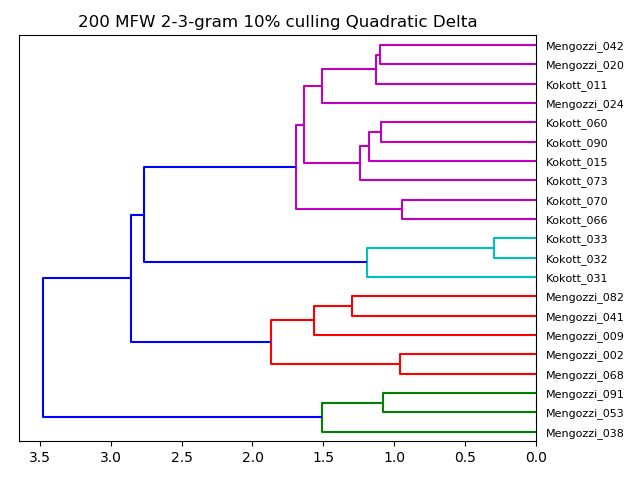 200 MFW 2-3-gram 10% culling Quadratic Delta
Mengozzi_042
Mengozzi_020
Kokott_011
Mengozzi_024
Kokott_060
Kokott_090
Kokott_015
Kokott_073
Kokott_070
Kokott_066
Kokott_033
Kokott_032
Kokott_031
Mengozzi_082
Mengozzi_041
Mengozzi_009
Mengozzi_002
Mengozzi_068
Mengozzi_091
Mengozzi_053
Mengozzi_038
3.5 3.0 2.5 2.0 1.5 1.0 0.5 0.0